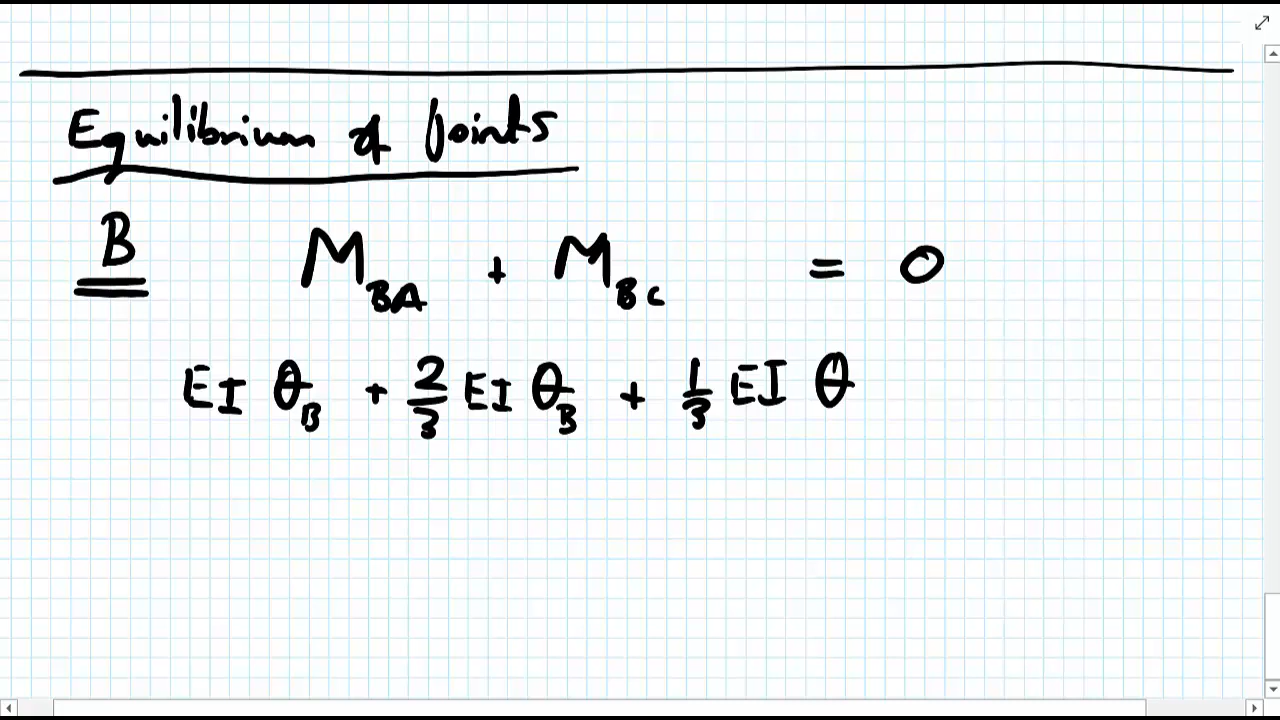 Equilibrium of Joints
B M_BA + M_BC = 0
EI θ_B + 2/3 EI θ_B + 1/3 EI θ